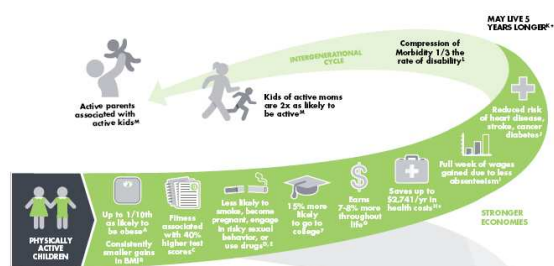 PHYSICALLY
ACTIVE
CHILDREN
Up to 1/10th
as likely to
be obese
Consistently
smaller gains
in BMI
Fitness
associated
with 40%
higher test
scores
Less likely to
smoke, become
pregnant, engage
in risky sexual
behavior, or
use drugs
15% more
likely
to go to
college
Earns
7-8% more
throughout
life
Saves up to
$2,741/yr in
health costs
Full week of wages
gained due to less
absenteeism
Reduced risk
of heart disease,
stroke, cancer
diabetes
STRONGER
ECONOMIES
MAY LIVE 5
YEARS LONGER
Compression of
Morbidity 1/3 the
rate of disability
INTERGENERATIONAL
CYCLE
Kids of active moms
are 2x as likely to
be active
Active parents
associated with
active kids